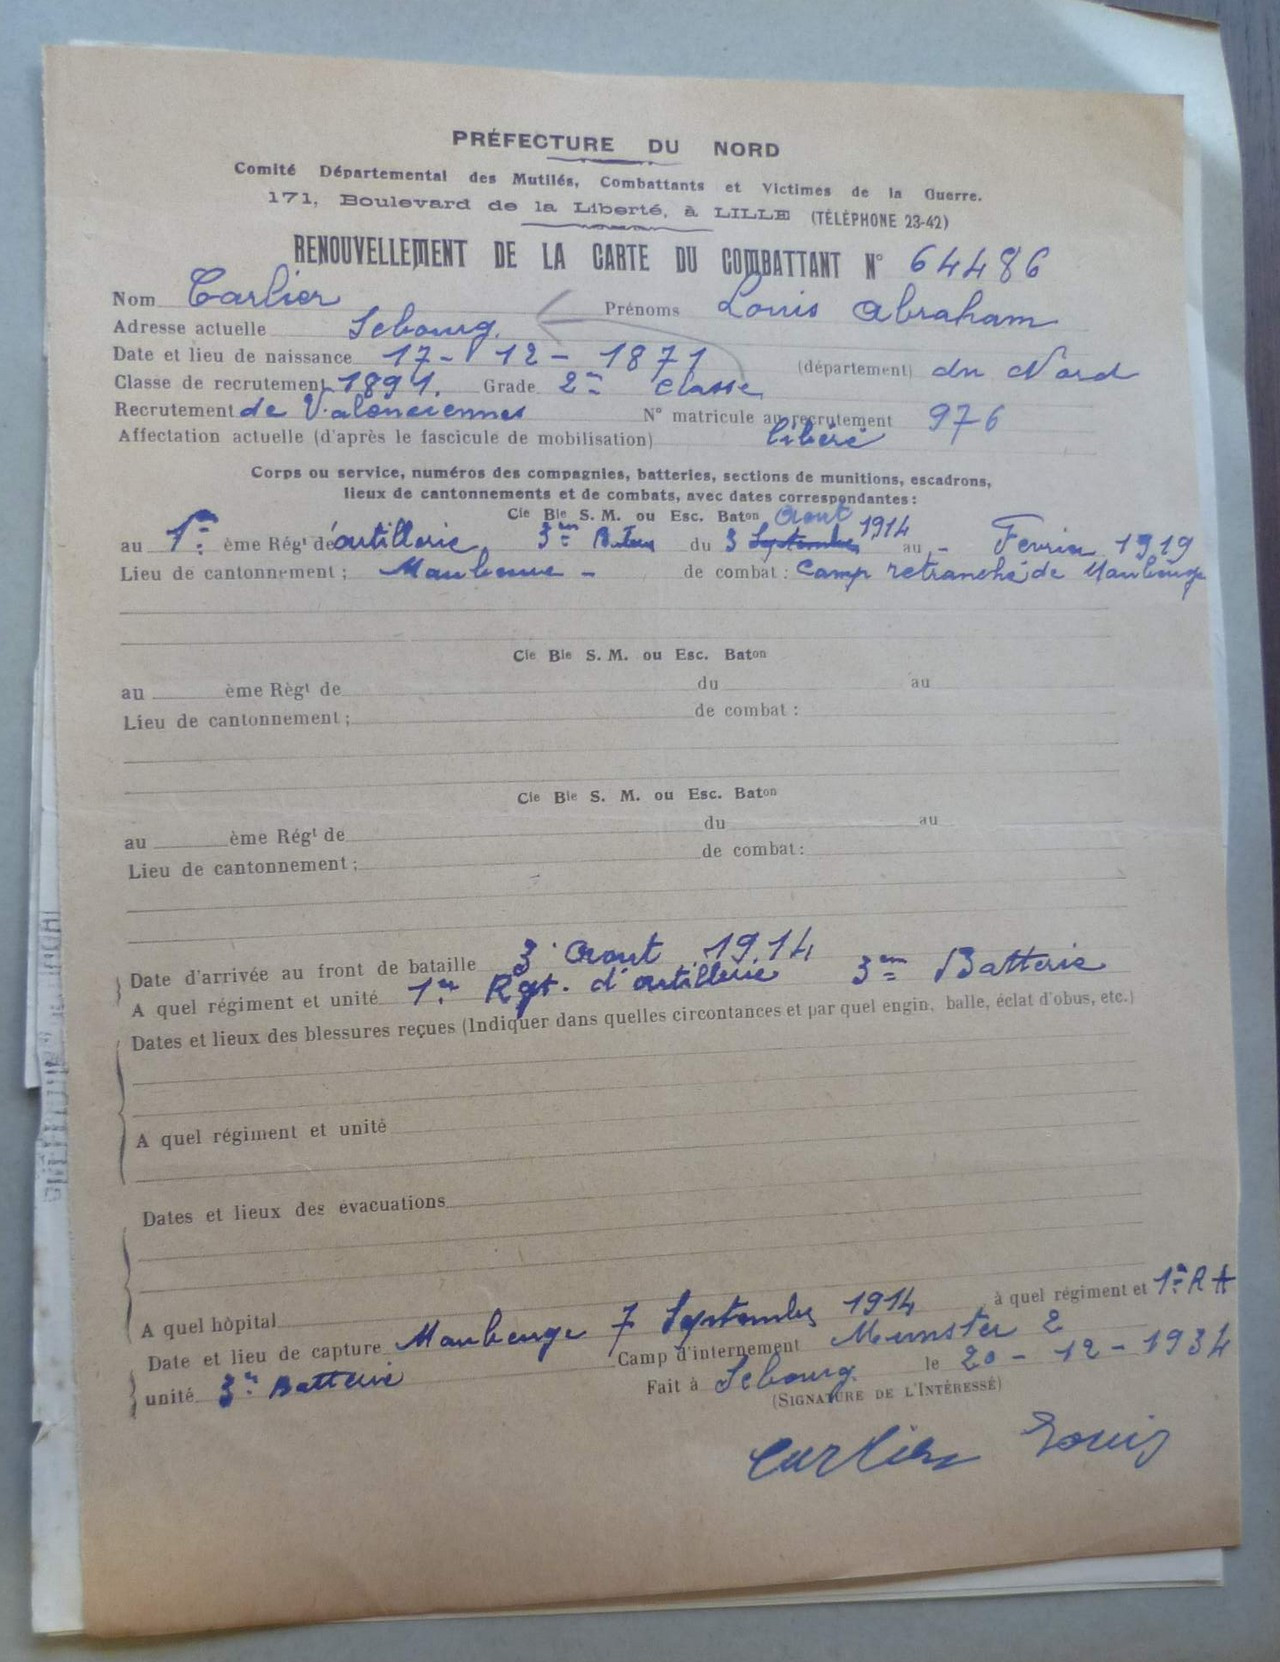 PRÉFECTURE DU NORD
Comité Départemental des Mutilés, Combattants et Victimes de la Guerre.
171, Boulevard de la Liberté, à LILLE (TÉLÉPHONE 23-42)
RENOUVELLEMENT DE LA CARTE DU COMBATTANT N° 64486
Nom Carlier Prénoms Louis Abraham
Adresse actuelle Sebourg.
Date et lieu de naissance 17 - 12 - 1871 (département) du Nord
Classe de recrutement 1891. Grade 2me Classe
Recrutement de Valenciennes N° matricule au recrutement 976
Affectation actuelle (d'après le fascicule de mobilisation) libéré
Corps ou service, numéros des compagnies, batteries, sections de munitions, escadrons,
lieux de cantonnements et de combats, avec dates correspondantes :
Cie Bie S. M. ou Esc. Baton Aout
au 1er ème Régt de artillerie 3em du 3 Septembre 1914 au - Fevrier 1919
Lieu de cantonnement ; Maubeuge - de combat : Camp retranché de Maubeuge
Cie Bie S. M. ou Esc. Baton
au ème Règt de du au
Lieu de cantonnement ; de combat :
Cie Bie S. M. ou Esc. Baton
au ème Régt de du au
Lieu de cantonnement ; de combat :
Date d'arrivée au front de bataille 3 Aout 1914
A quel régiment et unité 1er Rgt. d'artillerie 3em Batterie
Dates et lieux des blessures reçues (Indiquer dans quelles circontances et par quel engin, balle, éclat d'obus, etc.)
A quel régiment et unité
Dates et lieux des évacuations
A quel hôpital
Date et lieu de capture Maubeuge 7 Septembre 1914 à quel régiment et 1er R A
unité 3e Batterie Camp d'internement Munster 2
Fait à Sebourg. le 20 - 12 - 1934
(SIGNATURE DE L'INTÉRESSÉ)
Carlier Louis